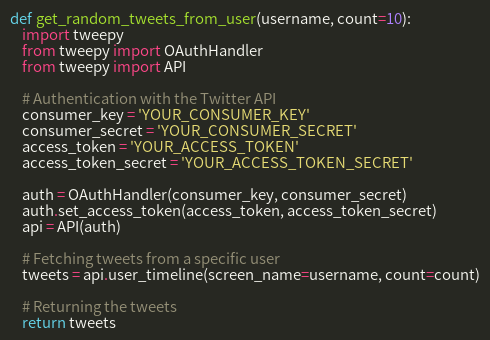 def get_random_tweets_from_user(username, count=10):
    import tweepy
    from tweepy import OAuthHandler
    from tweepy import API

    # Authentication with the Twitter API
    consumer_key = 'YOUR_CONSUMER_KEY'
    consumer_secret = 'YOUR_CONSUMER_SECRET'
    access_token = 'YOUR_ACCESS_TOKEN'
    access_token_secret = 'YOUR_ACCESS_TOKEN_SECRET'

    auth = OAuthHandler(consumer_key, consumer_secret)
    auth.set_access_token(access_token, access_token_secret)
    api = API(auth)

    # Fetching tweets from a specific user
    tweets = api.user_timeline(screen_name=username, count=count)

    # Returning the tweets
    return tweets